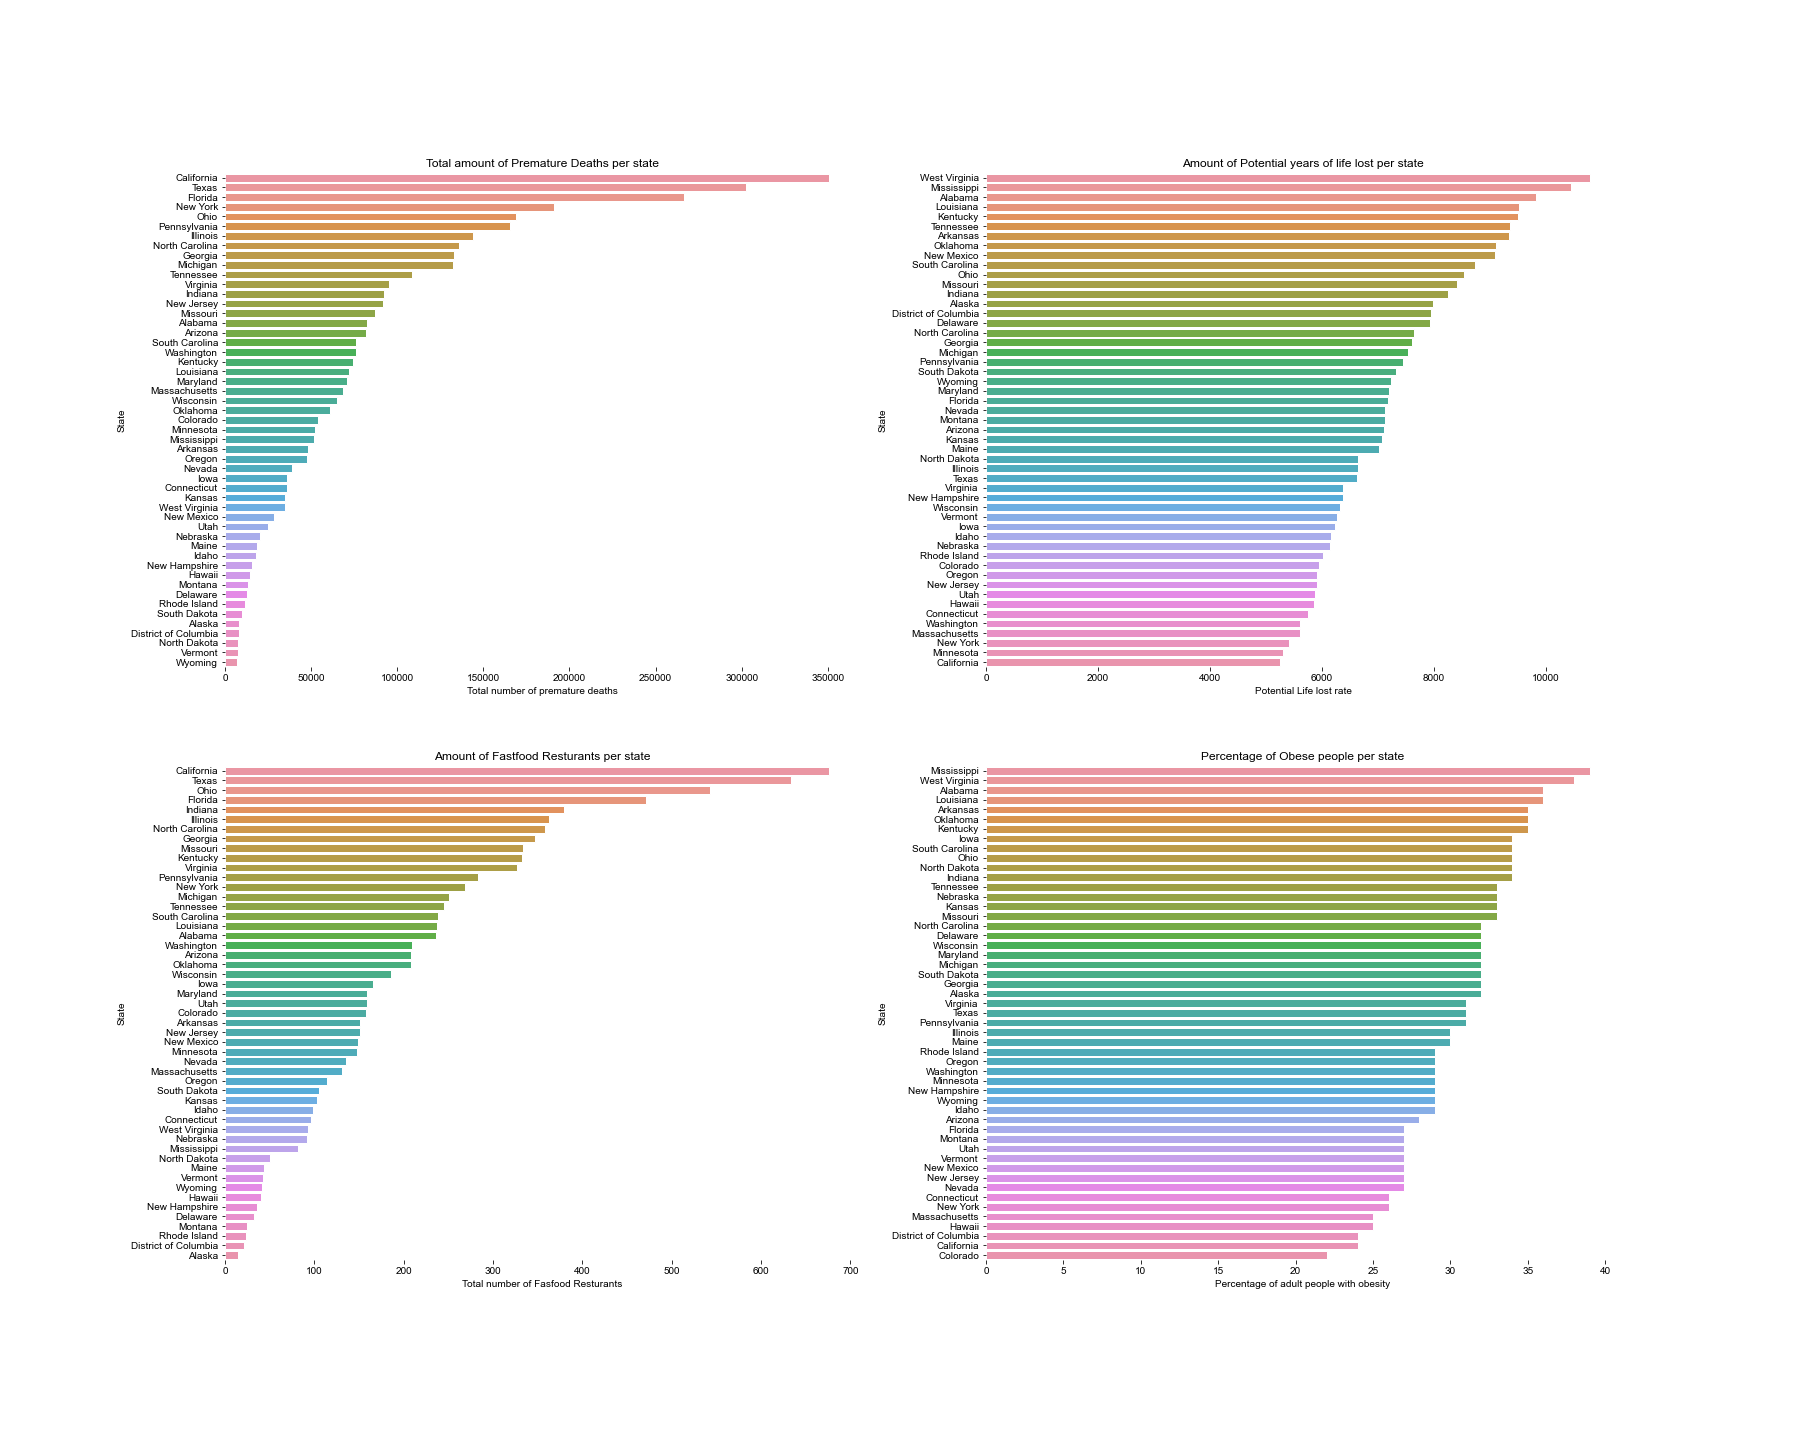 Total amount of Premature Deaths per state
California
Texas
Florida
New York
Ohio
Pennsylvania
Illinois
North Carolina
Georgia
Michigan
Tennessee
Virginia
Indiana
New Jersey
Missouri
Alabama
Arizona
South Carolina
Washington
Kentucky
Louisiana
Maryland
Massachusetts
Wisconsin
Oklahoma
Colorado
Minnesota
Mississippi
Arkansas
Oregon
Nevada
Iowa
Connecticut
Kansas
West Virginia
New Mexico
Utah
Nebraska
Maine
Idaho
New Hampshire
Hawaii
Montana
Delaware
Rhode Island
South Dakota
Alaska
District of Columbia
North Dakota
Vermont
Wyoming
State
0 50000 100000 150000 200000 250000 300000 350000
Total number of premature deaths
Amount of Potential years of life lost per state
West Virginia
Mississippi
Alabama
Louisiana
Kentucky
Tennessee
Arkansas
Oklahoma
New Mexico
South Carolina
Ohio
Missouri
Indiana
Alaska
District of Columbia
Delaware
North Carolina
Georgia
Michigan
Pennsylvania
South Dakota
Wyoming
Maryland
Florida
Nevada
Montana
Arizona
Kansas
Maine
North Dakota
Illinois
Texas
Virginia
New Hampshire
Wisconsin
Vermont
Iowa
Idaho
Nebraska
Rhode Island
Colorado
Oregon
New Jersey
Utah
Hawaii
Connecticut
Washington
Massachusetts
New York
Minnesota
California
State
0 2000 4000 6000 8000 10000
Potential Life lost rate
Amount of Fastfood Resturants per state
California
Texas
Ohio
Florida
Indiana
Illinois
North Carolina
Georgia
Missouri
Kentucky
Virginia
Pennsylvania
New York
Michigan
Tennessee
South Carolina
Louisiana
Alabama
Washington
Arizona
Oklahoma
Wisconsin
Iowa
Maryland
Utah
Colorado
Arkansas
New Jersey
New Mexico
Minnesota
Nevada
Massachusetts
Oregon
South Dakota
Kansas
Idaho
Connecticut
West Virginia
Nebraska
Mississippi
North Dakota
Maine
Vermont
Wyoming
Hawaii
New Hampshire
Delaware
Montana
Rhode Island
District of Columbia
Alaska
State
0 100 200 300 400 500 600 700
Total number of Fasfood Resturants
Percentage of Obese people per state
Mississippi
West Virginia
Alabama
Louisiana
Arkansas
Oklahoma
Kentucky
Iowa
South Carolina
Ohio
North Dakota
Indiana
Tennessee
Nebraska
Kansas
Missouri
North Carolina
Delaware
Wisconsin
Maryland
Michigan
South Dakota
Georgia
Alaska
Virginia
Texas
Pennsylvania
Illinois
Maine
Rhode Island
Oregon
Washington
Minnesota
New Hampshire
Wyoming
Idaho
Arizona
Florida
Montana
Utah
Vermont
New Mexico
New Jersey
Nevada
Connecticut
New York
Massachusetts
Hawaii
District of Columbia
California
Colorado
State
0 5 10 15 20 25 30 35 40
Percentage of adult people with obesity